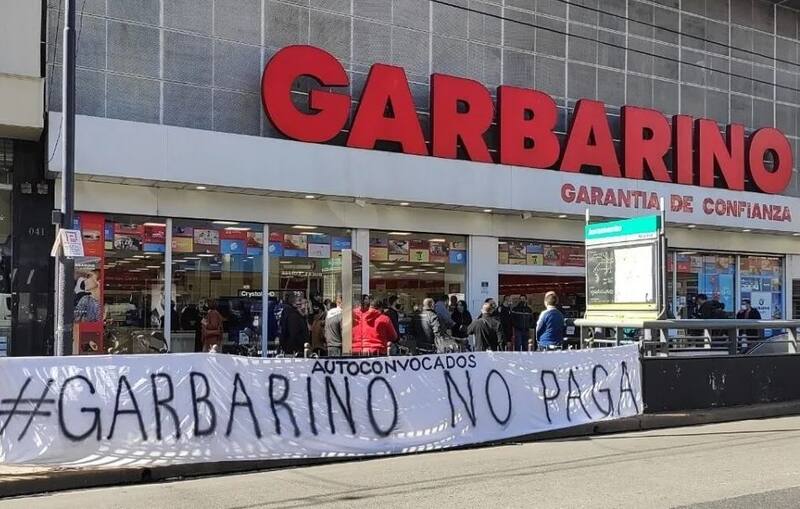 GARBARINO
GARANTIA DE CONFIANZA
AUTOCONVOCADOS
#GARBARINO NO PAGA